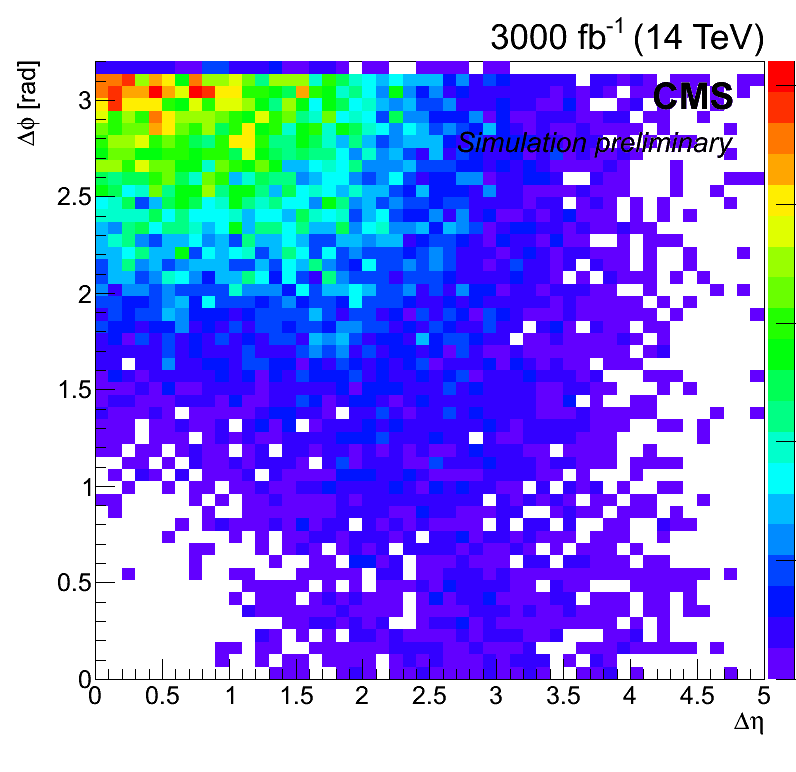 3000 fb⁻¹ (14 TeV)
CMS
Simulation preliminary
Δϕ [rad]
3
2.5
2
1.5
1
0.5
0
0 0.5 1 1.5 2 2.5 3 3.5 4 4.5 5
Δη